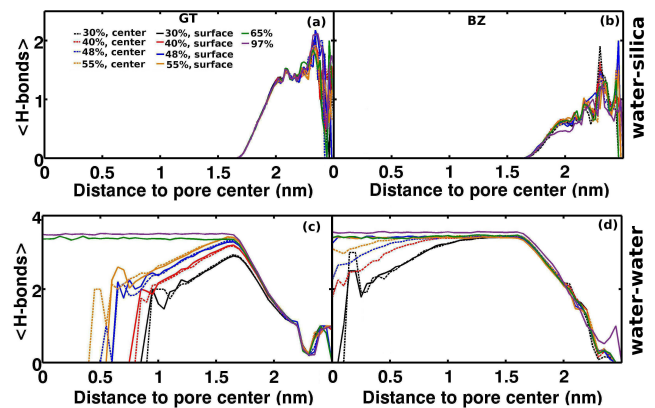 GT
BZ
(a)
(b)
30%, center
40%, center
48%, center
55%, center
30%, surface
40%, surface
48%, surface
55%, surface
65%
97%
<H-bonds>
2
1
0
0 0.5 1 1.5 2 0 0.5 1 1.5 2 2.5
Distance to pore center (nm)
Distance to pore center (nm)
water-silica
(c)
(d)
<H-bonds>
4
2
0
0 0.5 1 1.5 2 0 0.5 1 1.5 2 2.5
Distance to pore center (nm)
Distance to pore center (nm)
water-water